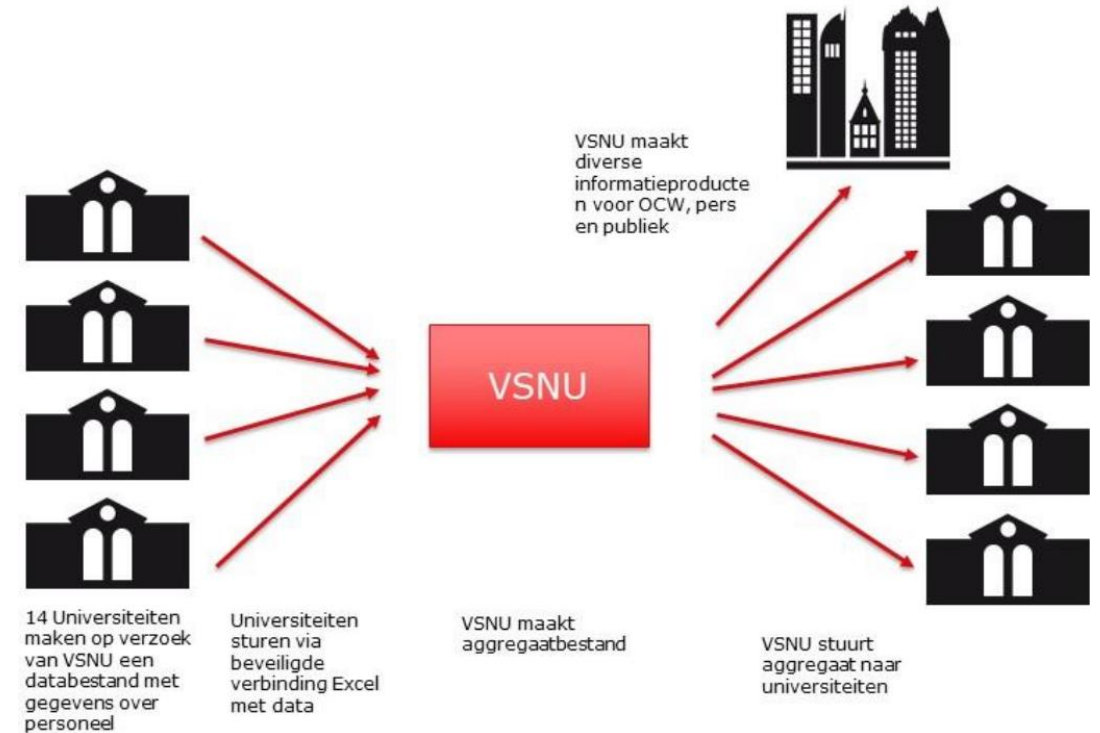 VSNU maakt
diverse
informatieproducte
n voor OCW, pers
en publiek
VSNU
14 Universiteiten
maken op verzoek
van VSNU een
databestand met
gegevens over
personeel
Universiteiten
sturen via
beveiligde
verbinding Excel
met data
VSNU maakt
aggregaatbestand
VSNU stuurt
aggregaat naar
universiteiten